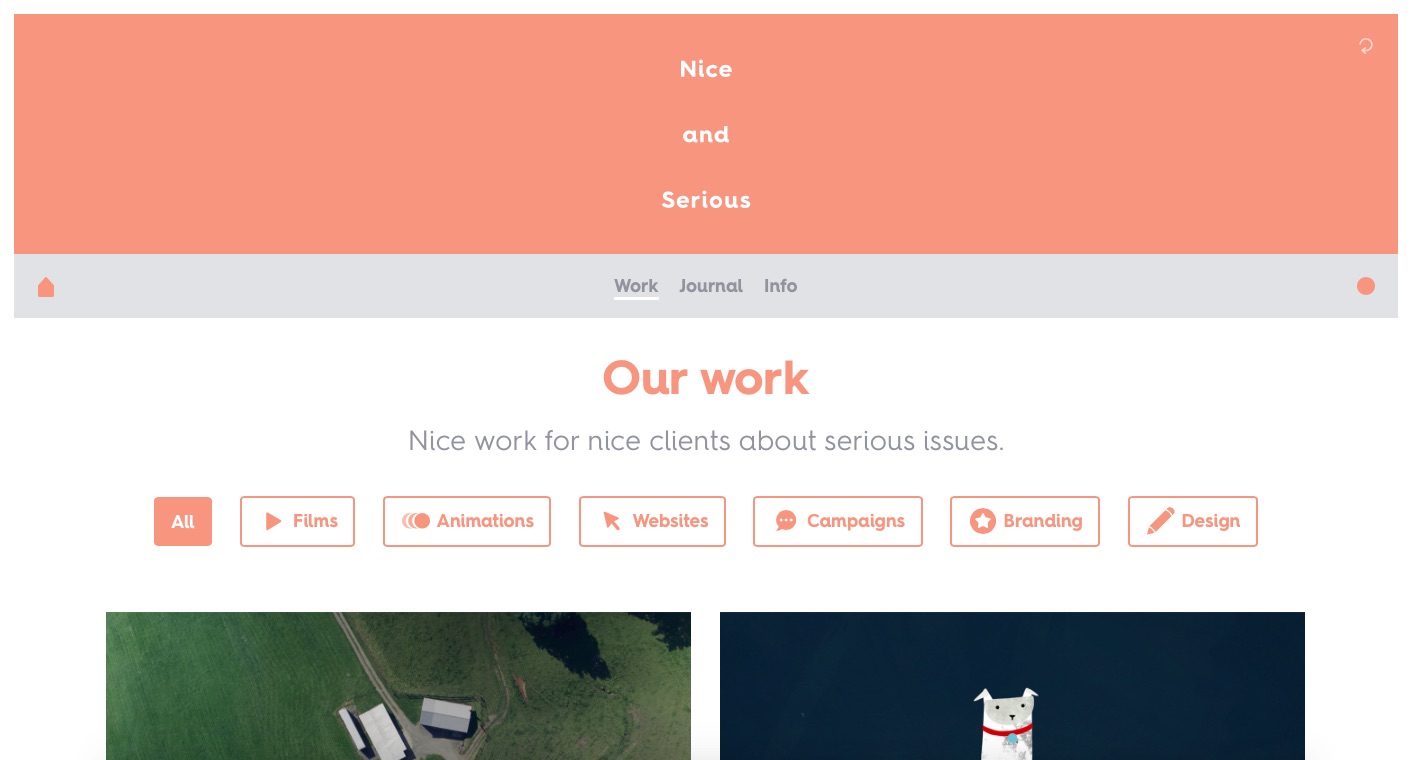 Nice
and
Serious
Work Journal Info
Our work
Nice work for nice clients about serious issues.
All Films Animations Websites Campaigns Branding Design